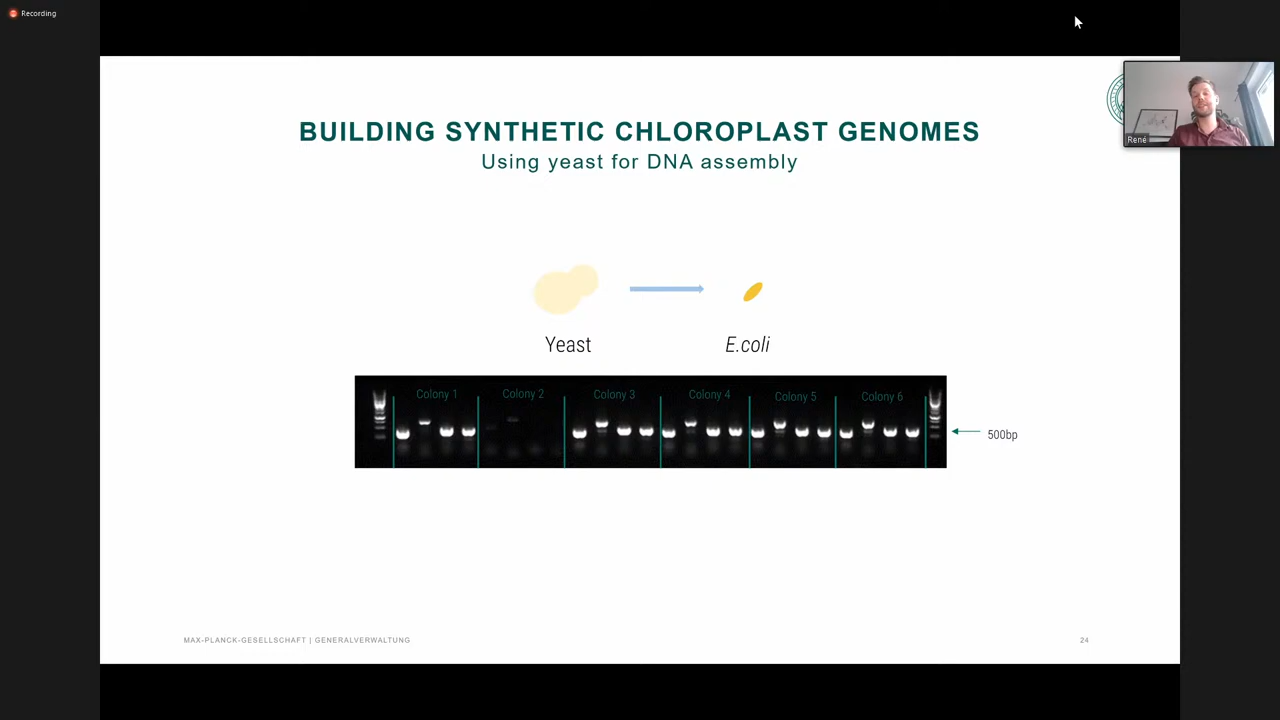 Recording
BUILDING SYNTHETIC CHLOROPLAST GENOMES
Using yeast for DNA assembly
René
Yeast
E.coli
Colony 1
Colony 2
Colony 3
Colony 4
Colony 5
Colony 6
500bp
MAX-PLANCK-GESELLSCHAFT | GENERALVERWALTUNG
24